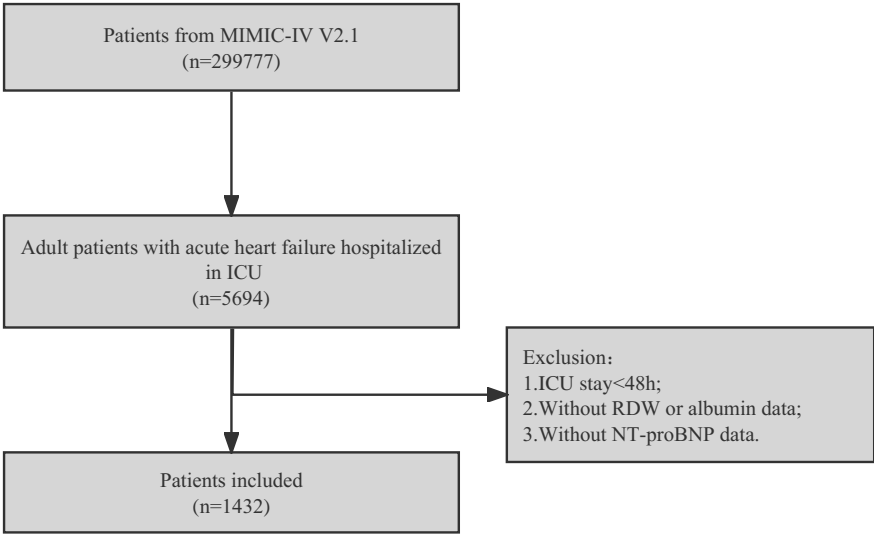 Patients from MIMIC-IV V2.1
(n=299777)
Adult patients with acute heart failure hospitalized
in ICU
(n=5694)
Exclusion：
1.ICU stay<48h;
2.Without RDW or albumin data;
3.Without NT-proBNP data.
Patients included
(n=1432)